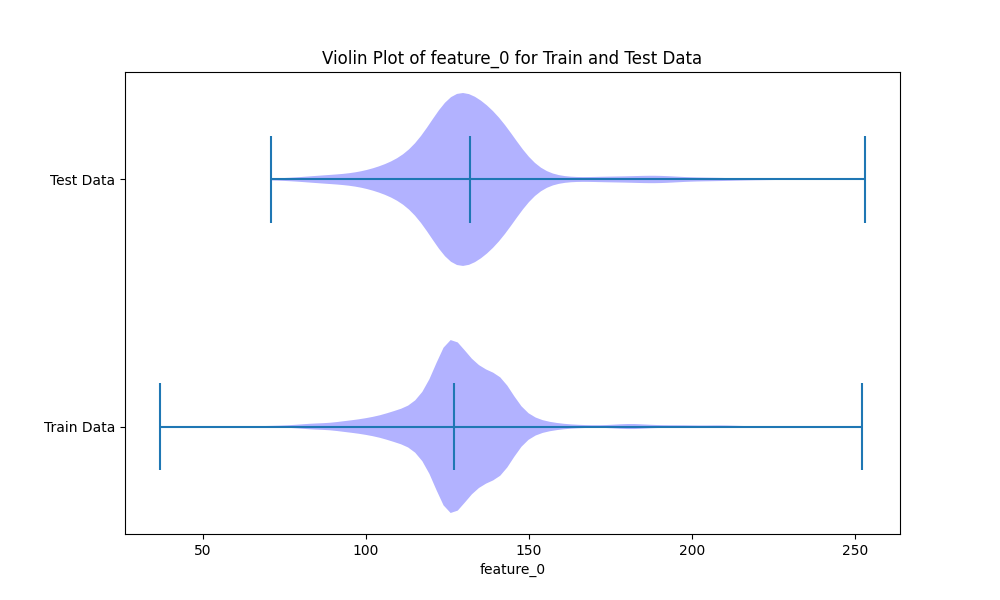 Violin Plot of feature_0 for Train and Test Data
Test Data
Train Data
50 100 150 200 250
feature_0